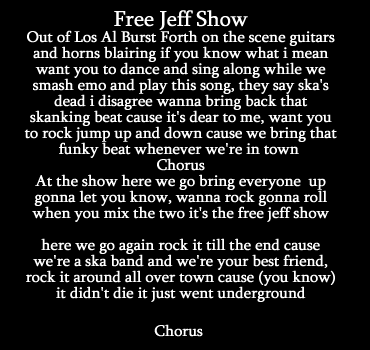 Free Jeff Show
Out of Los Al Burst Forth on the scene guitars
and horns blairing if you know what i mean
want you to dance and sing along while we
smash emo and play this song, they say ska's
dead i disagree wanna bring back that
skanking beat cause it's dear to me, want you
to rock jump up and down cause we bring that
funky beat whenever we're in town
Chorus
At the show here we go bring everyone up
gonna let you know, wanna rock gonna roll
when you mix the two it's the free jeff show
here we go again rock it till the end cause
we're a ska band and we're your best friend,
rock it around all over town cause (you know)
it didn't die it just went underground
Chorus